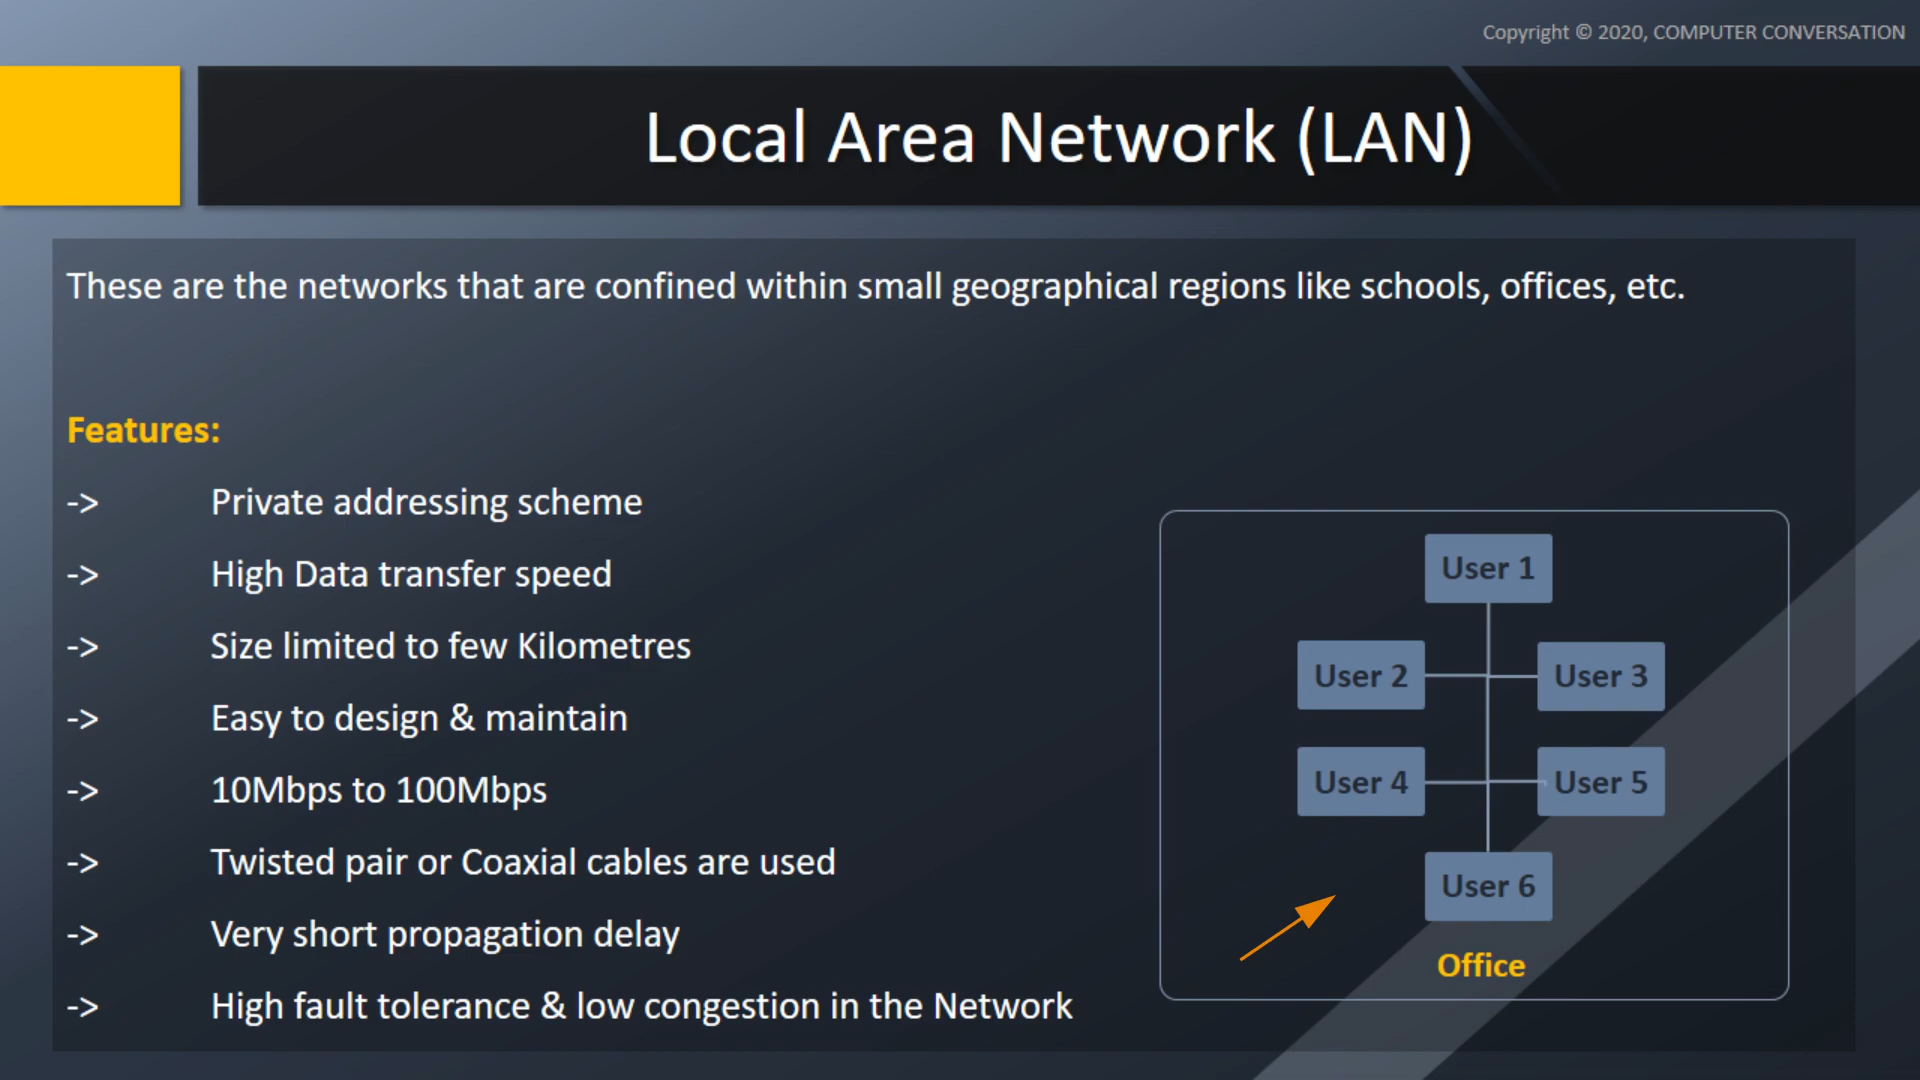 Copyright © 2020, COMPUTER CONVERSATION
Local Area Network (LAN)
These are the networks that are confined within small geographical regions like schools, offices, etc.
Features:
-> Private addressing scheme
-> High Data transfer speed
-> Size limited to few Kilometres
-> Easy to design & maintain
-> 10Mbps to 100Mbps
-> Twisted pair or Coaxial cables are used
-> Very short propagation delay
-> High fault tolerance & low congestion in the Network
User 1
User 2
User 3
User 4
User 5
User 6
Office